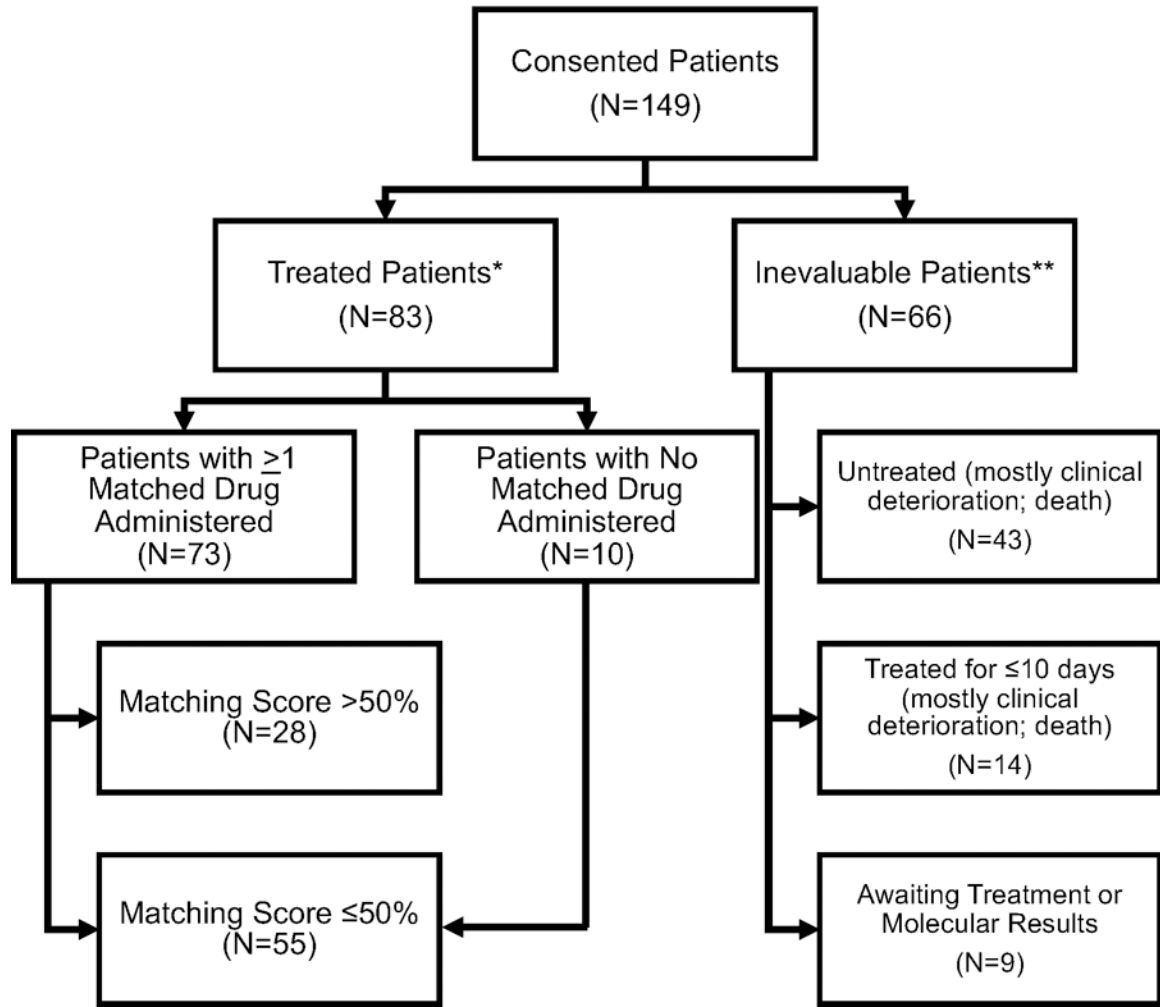 Consented Patients
(N=149)
Treated Patients*
(N=83)
Inevaluable Patients**
(N=66)
Patients with ≥1
Matched Drug
Administered
(N=73)
Patients with No
Matched Drug
Administered
(N=10)
Untreated (mostly clinical
deterioration; death)
(N=43)
Matching Score >50%
(N=28)
Treated for ≤10 days
(mostly clinical
deterioration; death)
(N=14)
Matching Score ≤50%
(N=55)
Awaiting Treatment or
Molecular Results
(N=9)